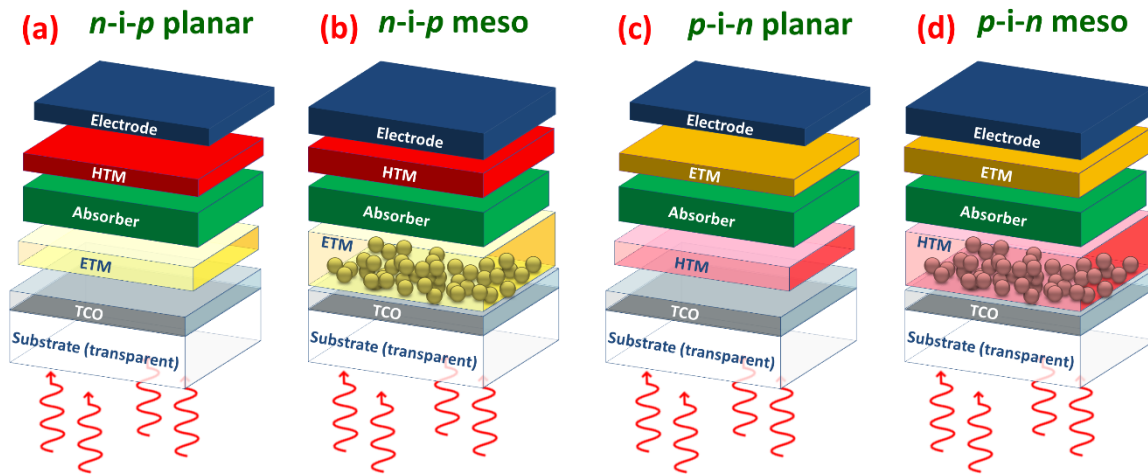 (a) n-i-p planar
Electrode
HTM
Absorber
ETM
TCO
Substrate (transparent)
(b) n-i-p meso
Electrode
HTM
Absorber
ETM
TCO
Substrate (transparent)
(c) p-i-n planar
Electrode
ETM
Absorber
HTM
TCO
Substrate (transparent)
(d) p-i-n meso
Electrode
ETM
Absorber
HTM
TCO
Substrate (transparent)